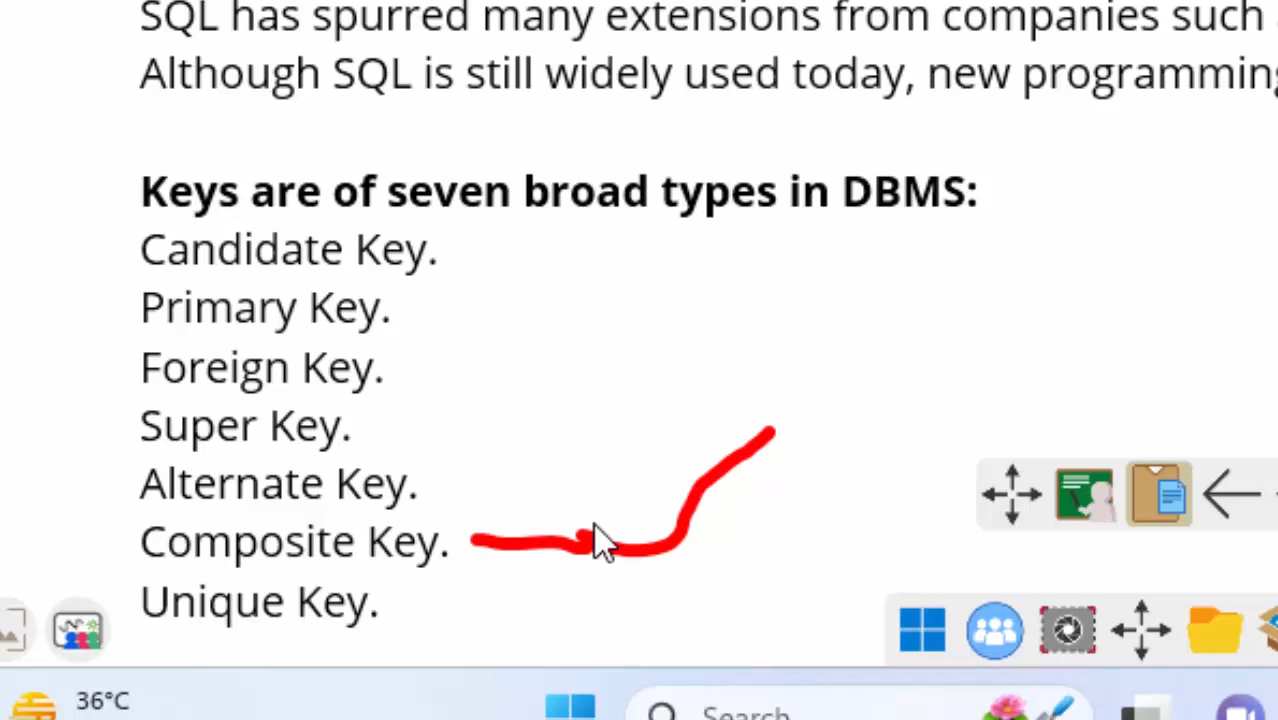 SQL has spurred many extensions from companies such
Although SQL is still widely used today, new programming
Keys are of seven broad types in DBMS:
Candidate Key.
Primary Key.
Foreign Key.
Super Key.
Alternate Key.
Composite Key.
Unique Key.
36°C
Search